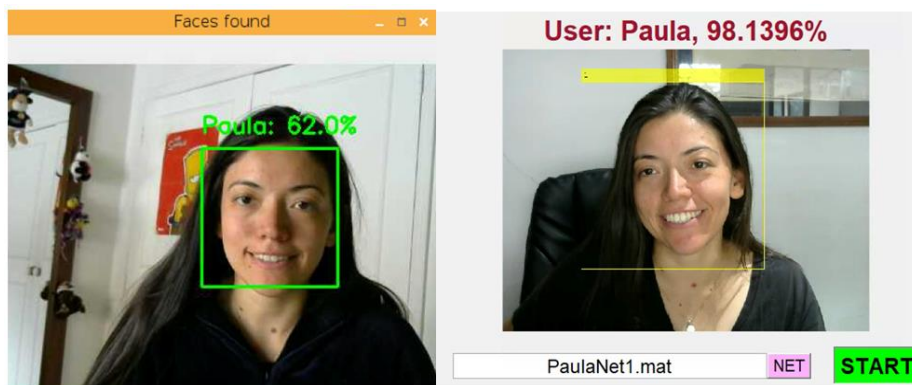 Faces found
Paula: 62.0%
User: Paula, 98.1396%
PaulaNet1.mat
NET
START